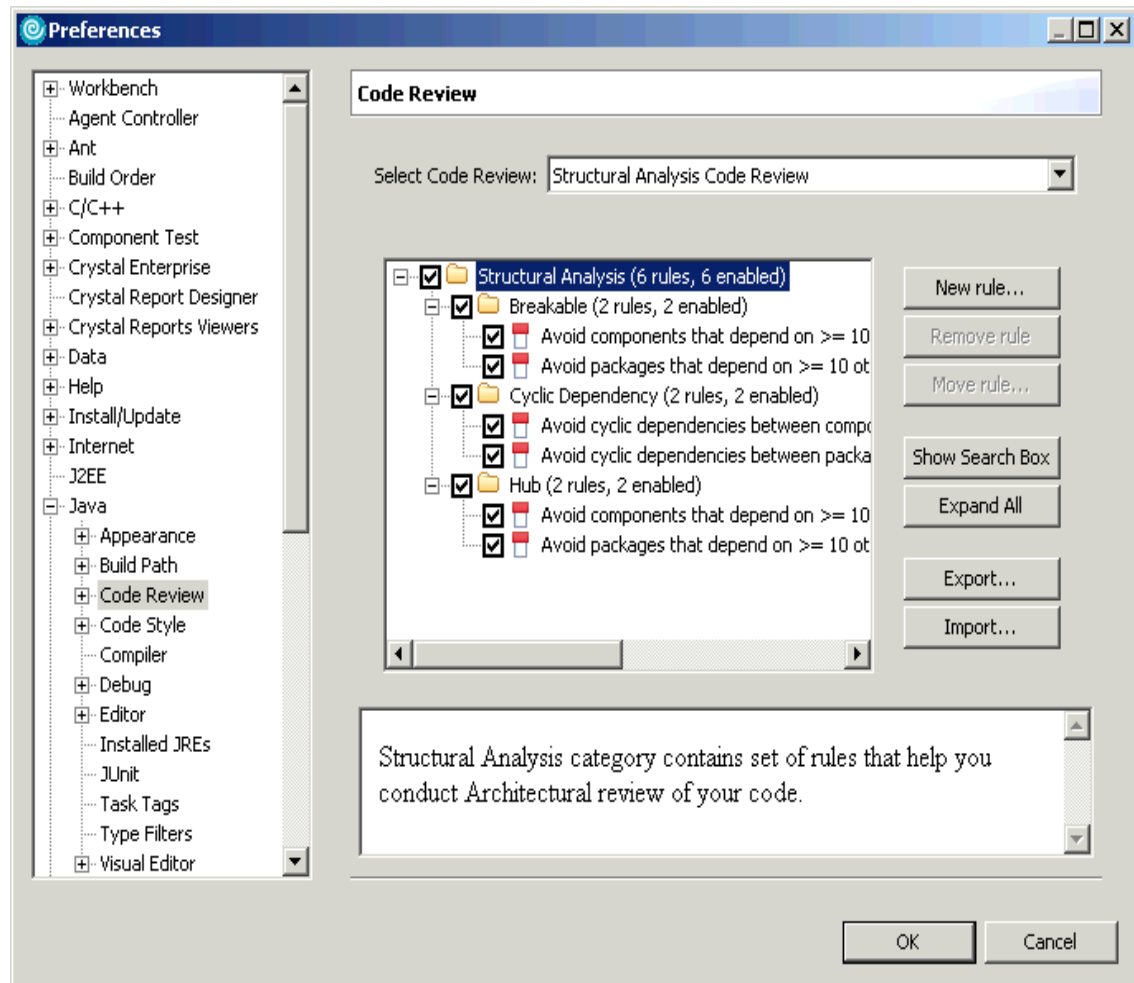 Preferences
Workbench
Agent Controller
Ant
Build Order
C/C++
Component Test
Crystal Enterprise
Crystal Report Designer
Crystal Reports Viewers
Data
Help
Install/Update
Internet
J2EE
Java
Appearance
Build Path
Code Review
Code Style
Compiler
Debug
Editor
Installed JREs
JUnit
Task Tags
Type Filters
Visual Editor
Code Review
Select Code Review: Structural Analysis Code Review
Structural Analysis (6 rules, 6 enabled)
Breakable (2 rules, 2 enabled)
Avoid components that depend on >= 10
Avoid packages that depend on >= 10 ot
Cyclic Dependency (2 rules, 2 enabled)
Avoid cyclic dependencies between compo
Avoid cyclic dependencies between packa
Hub (2 rules, 2 enabled)
Avoid components that depend on >= 10
Avoid packages that depend on >= 10 ot
New rule...
Remove rule
Move rule...
Show Search Box
Expand All
Export...
Import...
Structural Analysis category contains set of rules that help you
conduct Architectural review of your code.
OK
Cancel